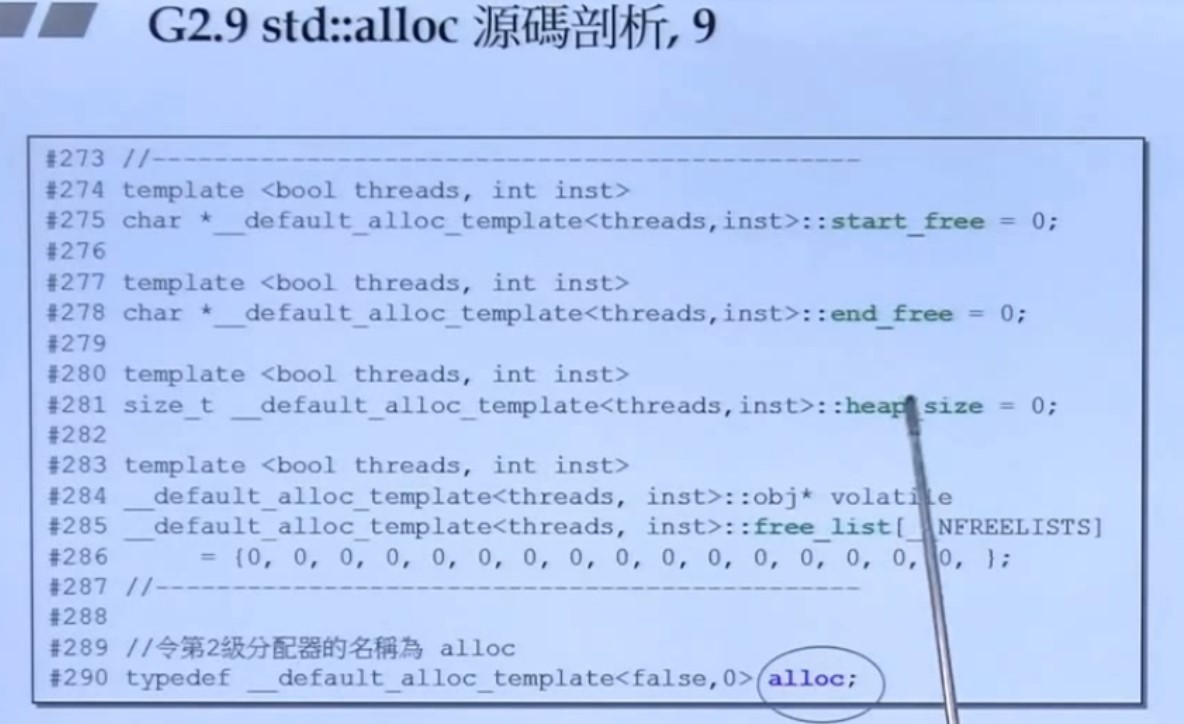 G2.9 std::alloc 源碼剖析, 9
#273 //----------------------------------------------
#274 template <bool threads, int inst>
#275 char *__default_alloc_template<threads,inst>::start_free = 0;
#276
#277 template <bool threads, int inst>
#278 char *__default_alloc_template<threads,inst>::end_free = 0;
#279
#280 template <bool threads, int inst>
#281 size_t __default_alloc_template<threads,inst>::heap_size = 0;
#282
#283 template <bool threads, int inst>
#284 __default_alloc_template<threads, inst>::obj* volatile
#285 __default_alloc_template<threads, inst>::free_list[__NFREELISTS]
#286 = {0, 0, 0, 0, 0, 0, 0, 0, 0, 0, 0, 0, 0, 0, 0, 0, };
#287 //----------------------------------------------
#288
#289 //令第2級分配器的名稱為 alloc
#290 typedef __default_alloc_template<false,0> alloc;